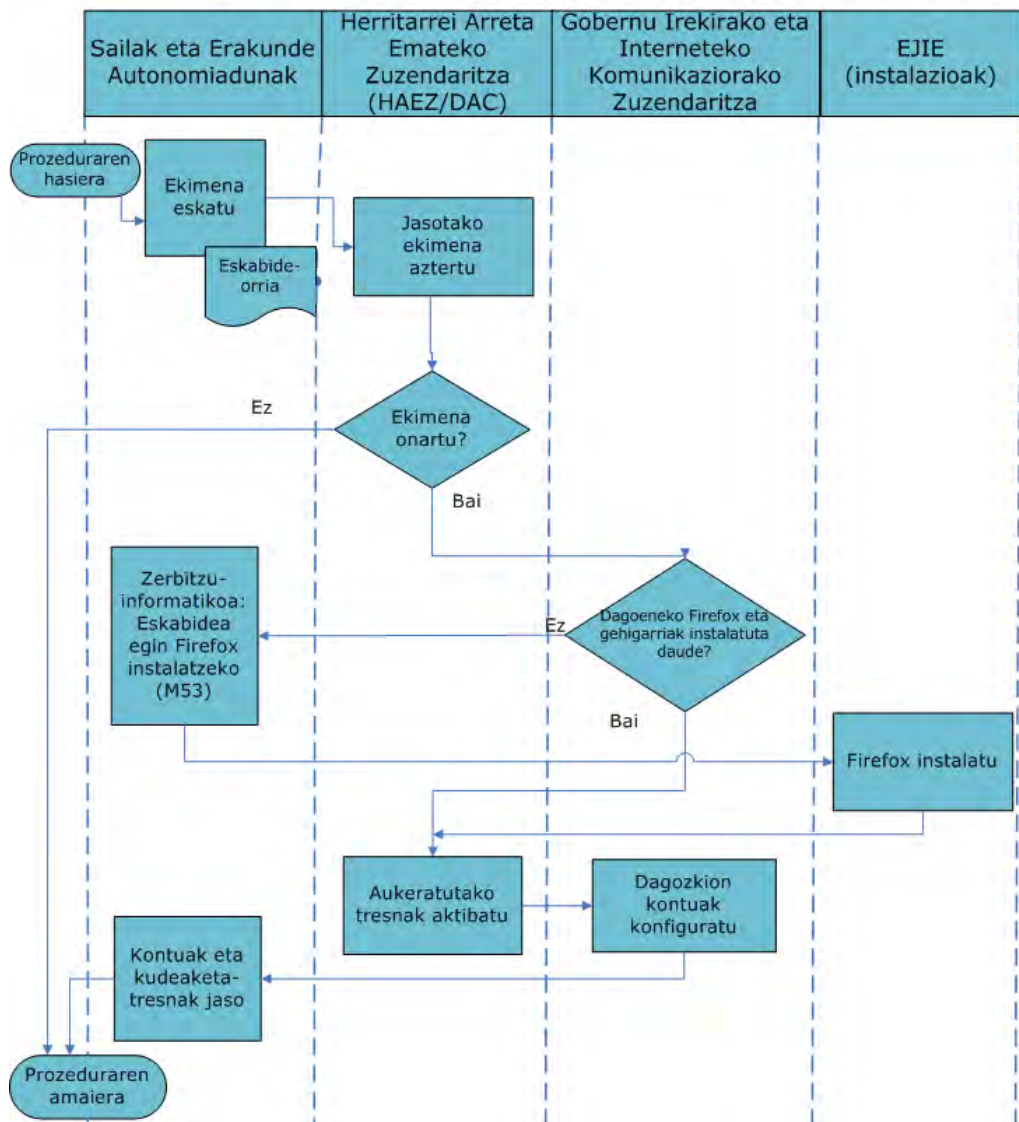 Sailak eta Erakunde
Autonomiadunak
Herritarrei Arreta
Emateko
Zuzendaritza
(HAEZ/DAC)
Gobernu Irekirako eta
Interneteko
Komunikaziorako
Zuzendaritza
EJIE
(instalazioak)
Prozeduraren
hasiera
Ekimena
eskatu
Eskabide-
orria
Jasotako
ekimena
aztertu
Ekimena
onartu?
Ez
Bai
Dagoeneko Firefox eta
gehigarriak instalatuta
daude?
Ez
Bai
Zerbitzu-
informatikoa:
Eskabidea
egin Firefox
instalatzeko
(M53)
Firefox instalatu
Aukeratutako
tresnak aktibatu
Dagozkion
kontuak
konfiguratu
Kontuak eta
kudeaketa-
tresnak jaso
Prozeduraren
amaiera